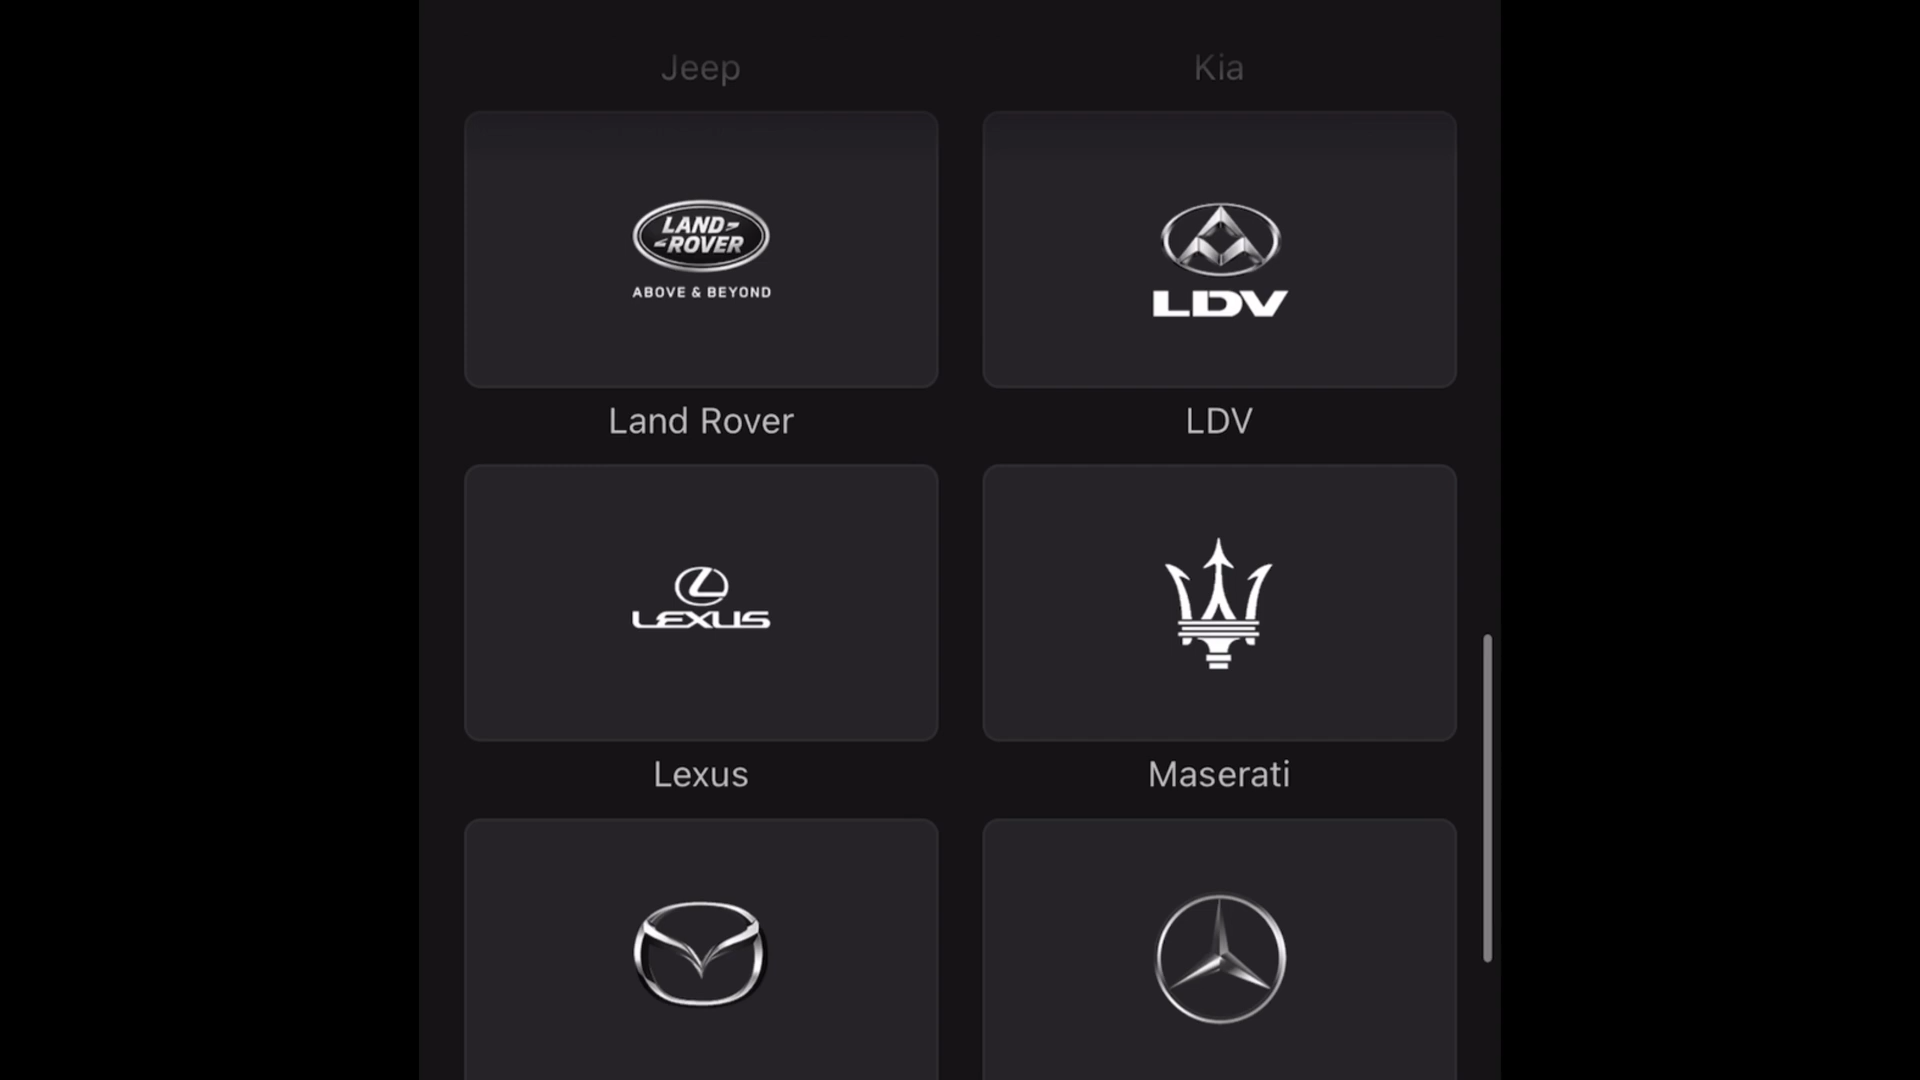 Jeep
Kia
LAND
ROVER
ABOVE & BEYOND
LDV
Land Rover
LDV
LEXUS
Lexus
Maserati